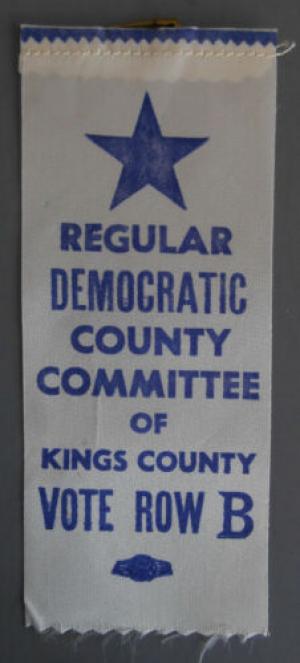 REGULAR
DEMOCRATIC
COUNTY
COMMITTEE
OF
KINGS COUNTY
VOTE ROW B